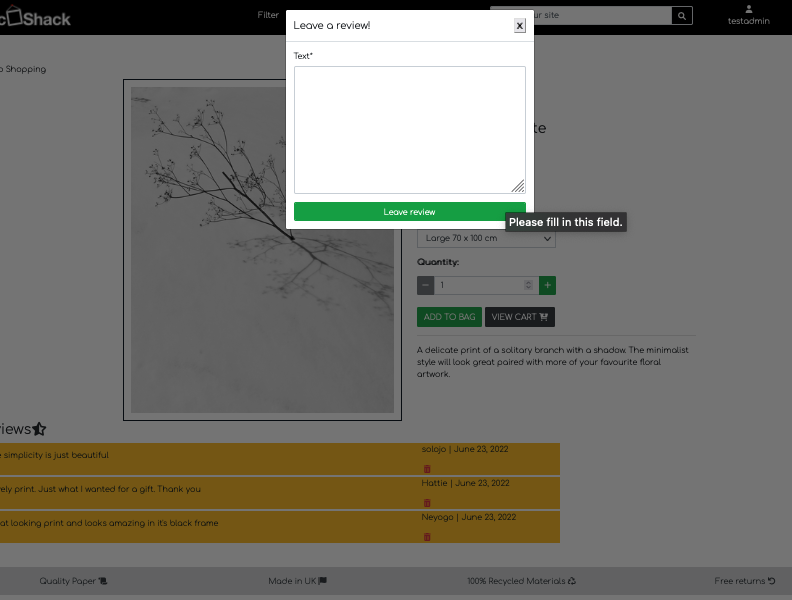 Shack
Filter
ur site
testadmin
Leave a review!
X
Text*
Leave review
Please fill in this field.
Shopping
Large 70 x 100 cm
Quantity:
1
ADD TO BAG
VIEW CART
A delicate print of a solitary branch with a shadow. The minimalist
style will look great paired with more of your favourite floral
artwork.
simplicity is just beautiful
solojo | June 23, 2022
print. Just what I wanted for a gift. Thank you
Hattie | June 23, 2022
looking print and looks amazing in it's black frame
Neyogo | June 23, 2022
Quality Paper
Made in UK
100% Recycled Materials
Free returns